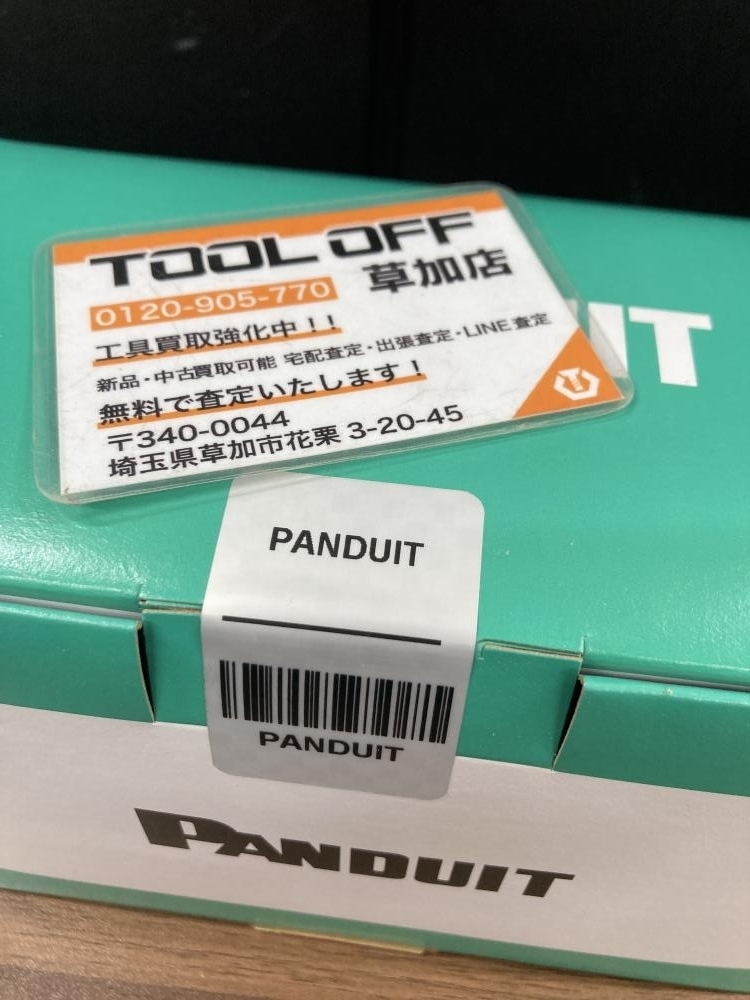 TOOL OFF
草加店
0120-905-770
工具買取強化中!!
新品・中古買取可能 宅配査定・出張査定・LINE査定
無料で査定いたします!
〒340-0044
埼玉県草加市花栗 3-20-45
UIT
PANDUIT
PANDUIT
PANDUIT